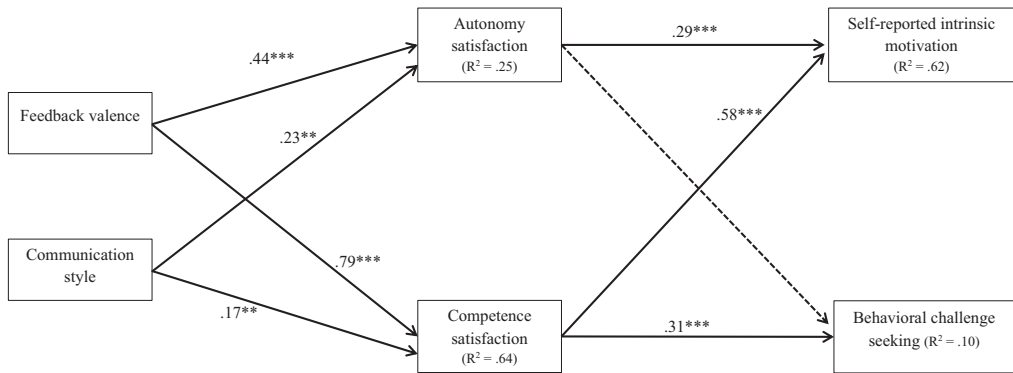 Autonomy
satisfaction
(R² = .25)
Self-reported intrinsic
motivation
(R² = .62)
.29***
.44***
Feedback valence
.58***
.23**
Communication
style
.79***
.17**
Competence
satisfaction
(R² = .64)
.31***
Behavioral challenge
seeking (R² = .10)